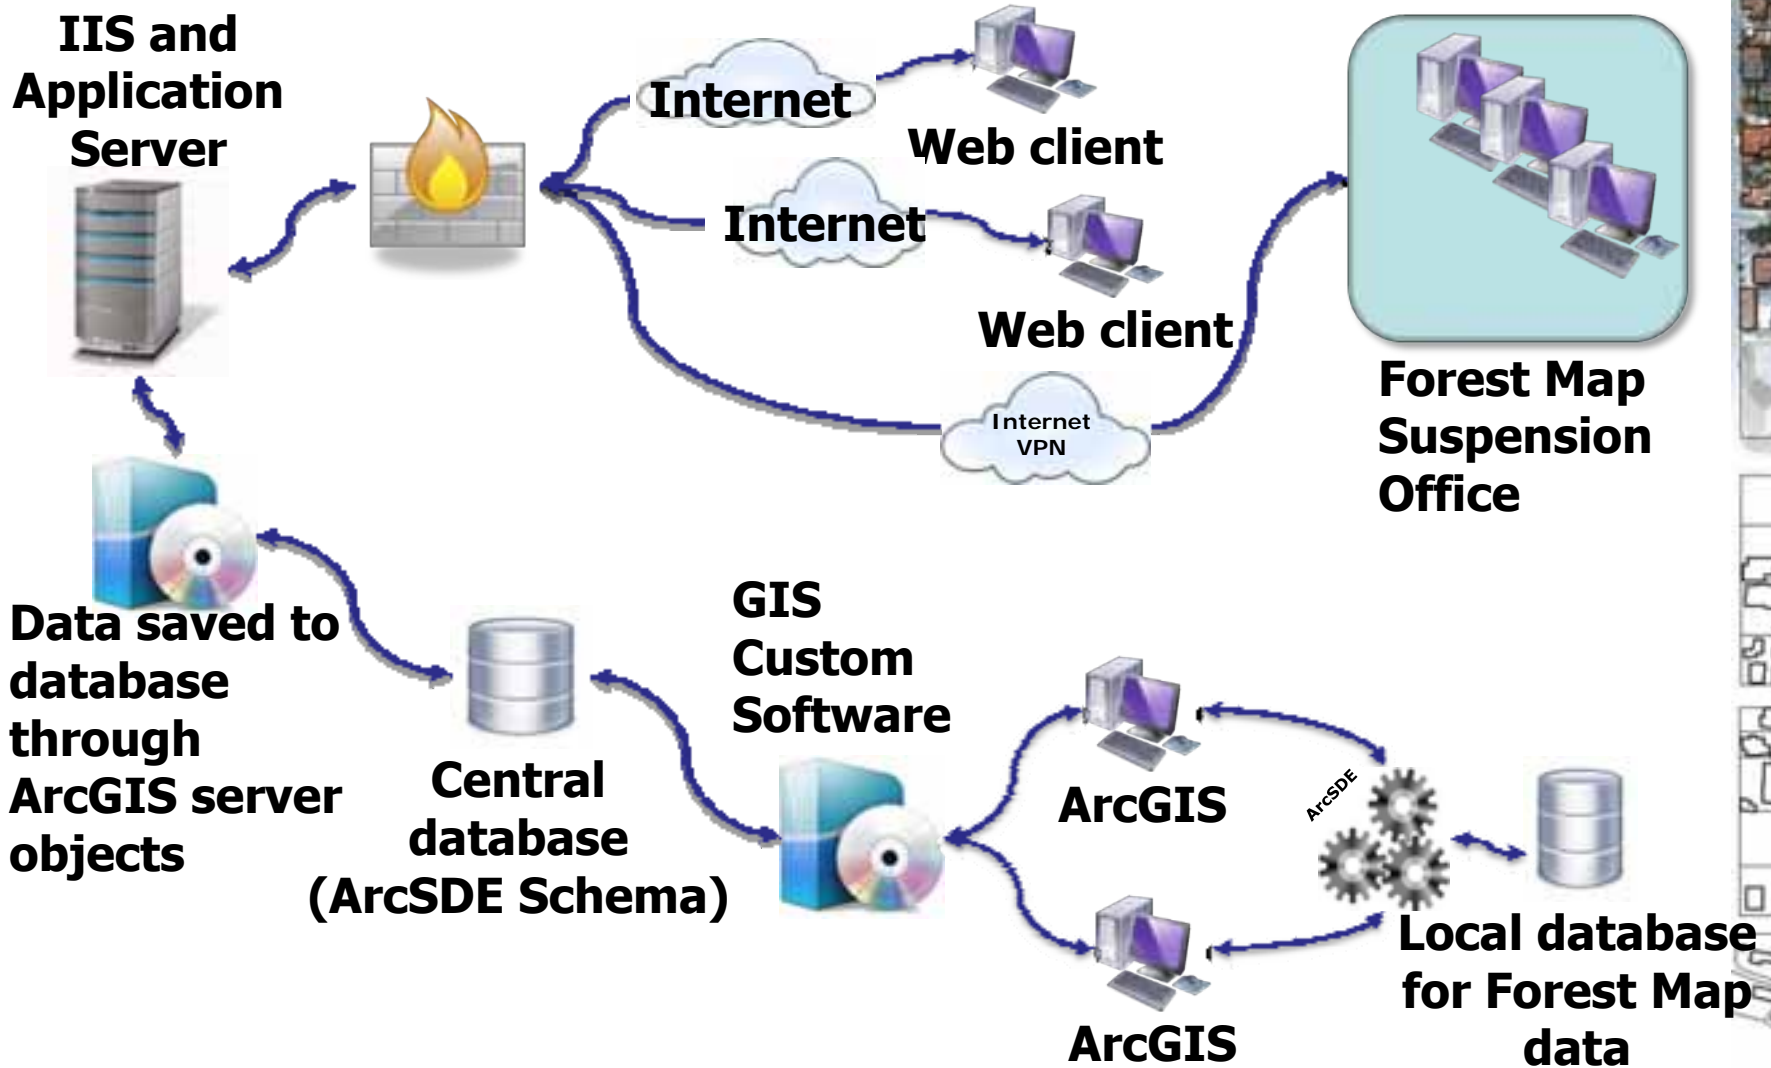 IIS and
Application
Server
Internet
Web client
Internet
Web client
Internet
VPN
Forest Map
Suspension
Office
Data saved to
database
through
ArcGIS server
objects
Central
database
(ArcSDE Schema)
GIS
Custom
Software
ArcGIS
ArcGIS
ArcSDE
Local database
for Forest Map
data